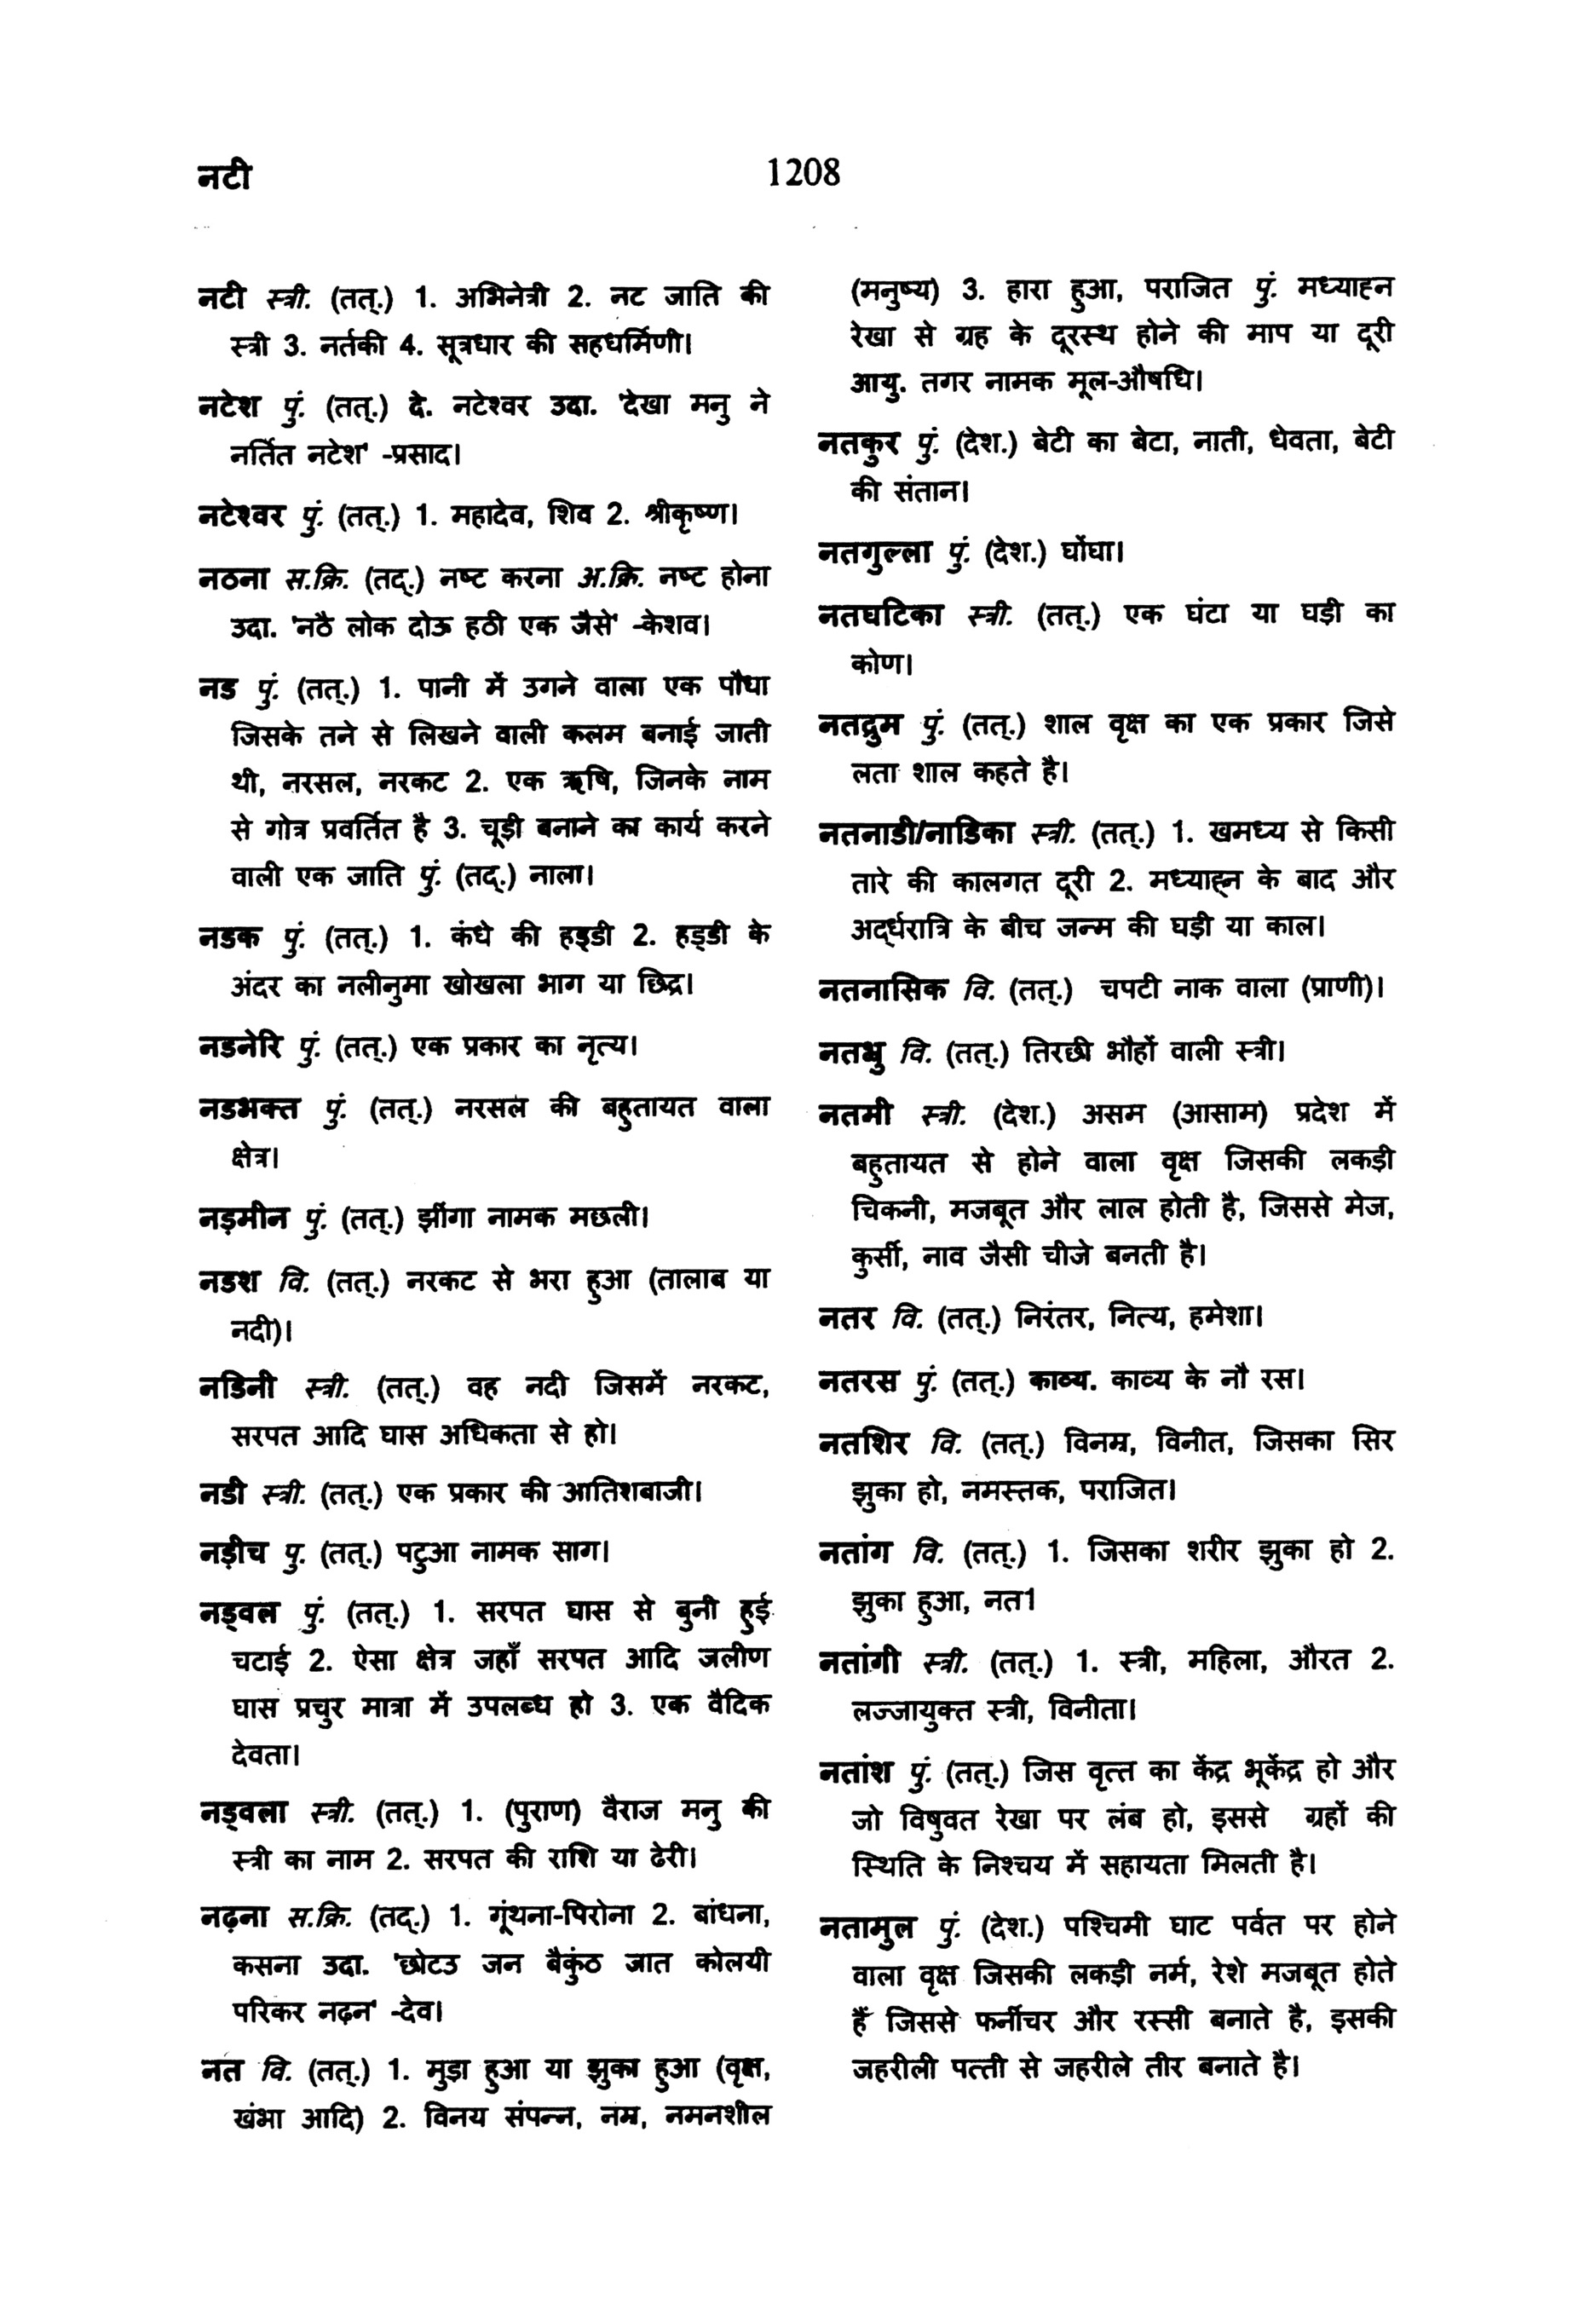 नटी
1208
नटी स्त्री. (तत्.) 1. अभिनेत्री 2. नट जाति की
स्त्री 3. नर्तकी 4. सूत्रधार की सहधर्मिणी।
नटेश पुं. (तत्.) दे. नटेश्वर उदा. 'देखा मनु ने
नर्तित नटेश' -प्रसाद।
नटेश्वर पुं. (तत्.) 1. महादेव, शिव 2. श्रीकृष्ण।
नठना स.क्रि. (तद्.) नष्ट करना अ.क्रि. नष्ट होना
उदा. 'नठै लोक दोऊ हठी एक जैसे' -केशव।
नड पुं. (तत्.) 1. पानी में उगने वाला एक पौधा
जिसके तने से लिखने वाली कलम बनाई जाती
थी, नरसल, नरकट 2. एक ऋषि, जिनके नाम
से गोत्र प्रवर्तित है 3. चूड़ी बनाने का कार्य करने
वाली एक जाति पुं. (तद्.) नाला।
नडक पुं. (तत्.) 1. कंधे की हड्डी 2. हड्डी के
अंदर का नलीनुमा खोखला भाग या छिद्र।
नडनेरि पुं. (तत्.) एक प्रकार का नृत्य।
नडभक्त पुं. (तत्.) नरसल की बहुतायत वाला
क्षेत्र।
नड़मीन पुं. (तत्.) झींगा नामक मछली।
नडश वि. (तत्.) नरकट से भरा हुआ (तालाब या
नदी)।
नडिनी स्त्री. (तत्.) वह नदी जिसमें नरकट,
सरपत आदि घास अधिकता से हो।
नडी स्त्री. (तत्.) एक प्रकार की आतिशबाजी।
नड़ीच पु. (तत्.) पटुआ नामक साग।
नड्वल पुं. (तत्.) 1. सरपत घास से बुनी हुई
चटाई 2. ऐसा क्षेत्र जहाँ सरपत आदि जलीण
घास प्रचुर मात्रा में उपलब्ध हो 3. एक वैदिक
देवता।
नड्वला स्त्री. (तत्.) 1. (पुराण) वैराज मनु की
स्त्री का नाम 2. सरपत की राशि या ढेरी।
नढ़ना स.क्रि. (तद्.) 1. गूंथना-पिरोना 2. बांधना,
कसना उदा. 'छोटउ जन बैकुंठ जात कोलयी
परिकर नढ़न' -देव।
नत वि. (तत्.) 1. मुड़ा हुआ या झुका हुआ (वृक्ष,
खंभा आदि) 2. विनय संपन्न, नम्र, नमनशील
(मनुष्य) 3. हारा हुआ, पराजित पुं. मध्याह्न
रेखा से ग्रह के दूरस्थ होने की माप या दूरी
आयु. तगर नामक मूल-औषधि।
नतकुर पुं. (देश.) बेटी का बेटा, नाती, धेवता, बेटी
की संतान।
नतगुल्ला पुं. (देश.) घोंघा।
नतघटिका स्त्री. (तत्.) एक घंटा या घड़ी का
कोण।
नतद्रुम पुं. (तत्.) शाल वृक्ष का एक प्रकार जिसे
लता शाल कहते है।
नतनाडी/नाडिका स्त्री. (तत्.) 1. खमध्य से किसी
तारे की कालगत दूरी 2. मध्याह्न के बाद और
अर्द्धरात्रि के बीच जन्म की घड़ी या काल।
नतनासिक वि. (तत्.) चपटी नाक वाला (प्राणी)।
नतभ्रु वि. (तत्.) तिरछी भौहों वाली स्त्री।
नतमी स्त्री. (देश.) असम (आसाम) प्रदेश में
बहुतायत से होने वाला वृक्ष जिसकी लकड़ी
चिकनी, मजबूत और लाल होती है, जिससे मेज,
कुर्सी, नाव जैसी चीजे बनती है।
नतर वि. (तत्.) निरंतर, नित्य, हमेशा।
नतरस पुं. (तत्.) काव्य. काव्य के नौ रस।
नतशिर वि. (तत्.) विनम्र, विनीत, जिसका सिर
झुका हो, नमस्तक, पराजित।
नतांग वि. (तत्.) 1. जिसका शरीर झुका हो 2.
झुका हुआ, नत1
नतांगी स्त्री. (तत्.) 1. स्त्री, महिला, औरत 2.
लज्जायुक्त स्त्री, विनीता।
नतांश पुं. (तत्.) जिस वृत्त का केंद्र भूकेंद्र हो और
जो विषुवत रेखा पर लंब हो, इससे ग्रहों की
स्थिति के निश्चय में सहायता मिलती है।
नतामुल पुं. (देश.) पश्चिमी घाट पर्वत पर होने
वाला वृक्ष जिसकी लकड़ी नर्म, रेशे मजबूत होते
हैं जिससे फर्नीचर और रस्सी बनाते है, इसकी
जहरीली पत्ती से जहरीले तीर बनाते है।